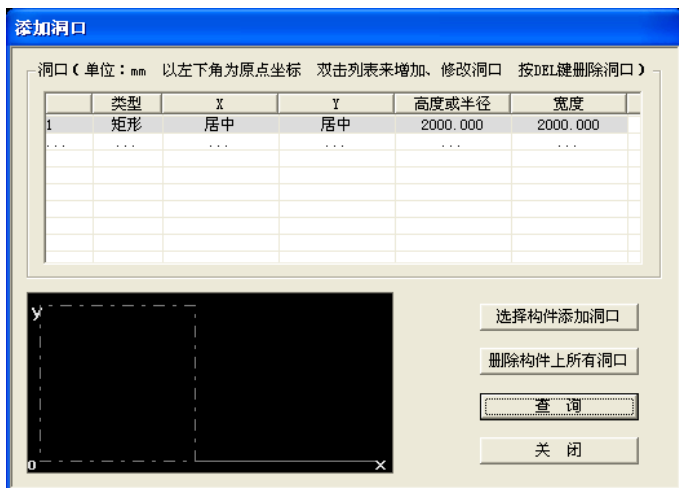 添加洞口
洞口(单位:mm 以左下角为原点坐标 双击列表来增加、修改洞口 按DEL键删除洞口)
类型 X Y 高度或半径 宽度
1 矩形 居中 居中 2000.000 2000.000
... ... ... ... ... ...
选择构件添加洞口
y
删除构件上所有洞口
查 询
关 闭
o x